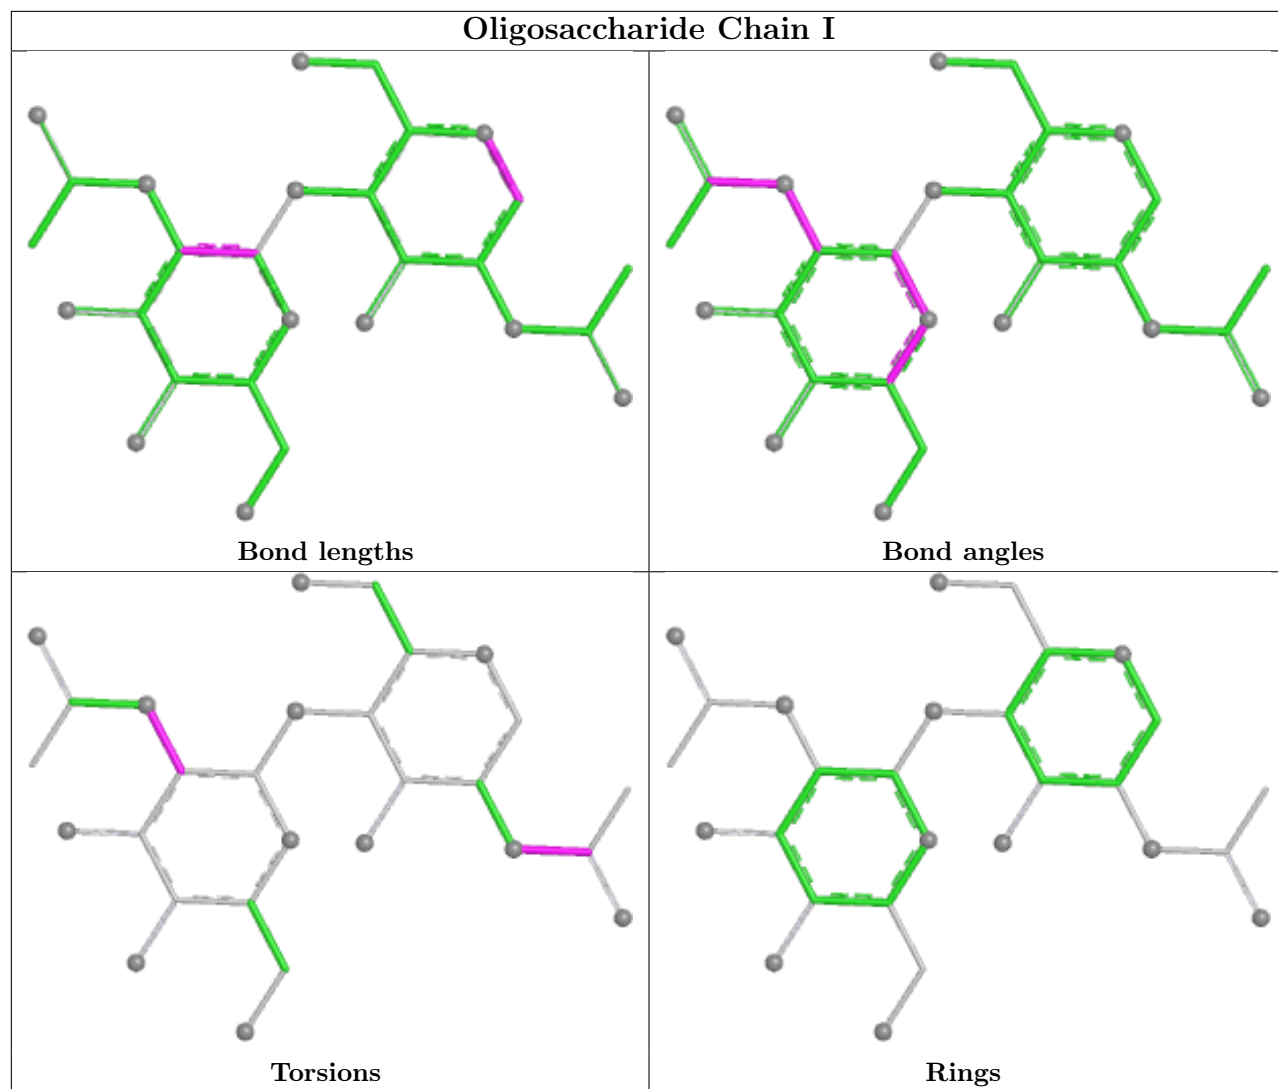 Oligosaccharide Chain I
Bond lengths
Bond angles
Torsions
Rings